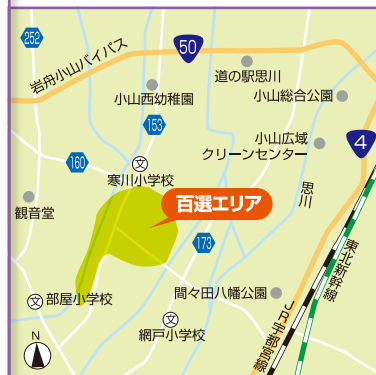 252
50
岩舟小山バイパス
道の駅思川
小山西幼稚園
小山総合公園
153
小山広域
クリーンセンター
4
160
文
寒川小学校
思川
百選エリア
観音堂
173
東北新幹線
間々田八幡公園
文
部屋小学校
JR宇都宮線
文
網戸小学校
N